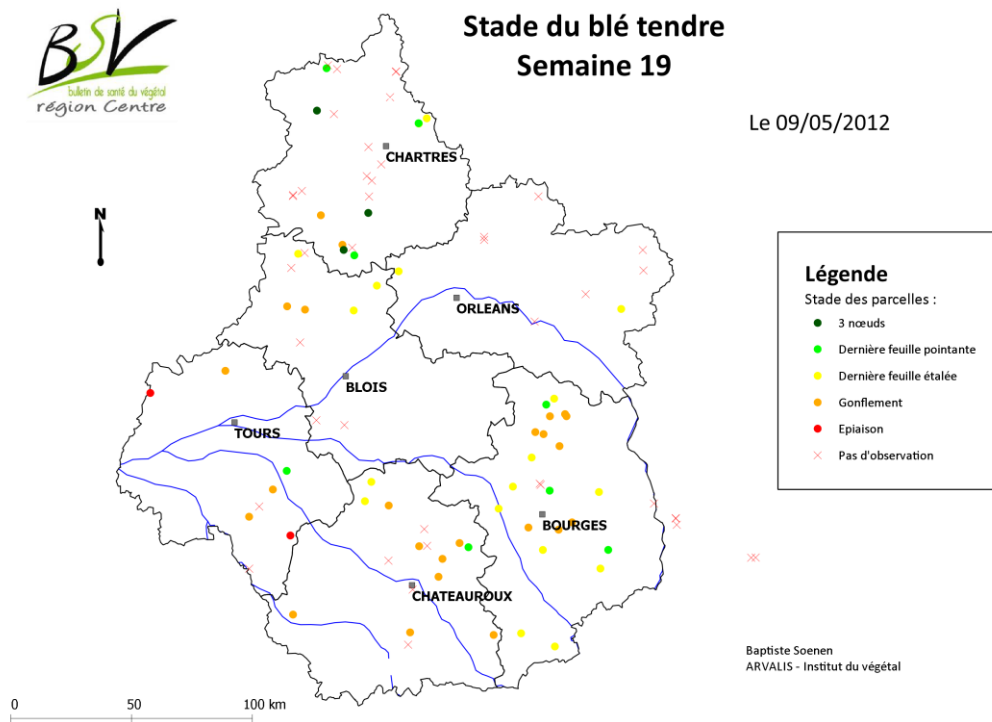 Stade du blé tendre
Semaine 19
BSV
bulletin de santé du végétal
région Centre
Le 09/05/2012
CHARTRES
N
Légende
Stade des parcelles :
3 nœuds
Dernière feuille pointante
Dernière feuille étalée
Gonflement
Epiaison
Pas d'observation
ORLEANS
BLOIS
TOURS
BOURGES
CHATEAUROUX
Baptiste Soenen
ARVALIS - Institut du végétal
0 50 100 km